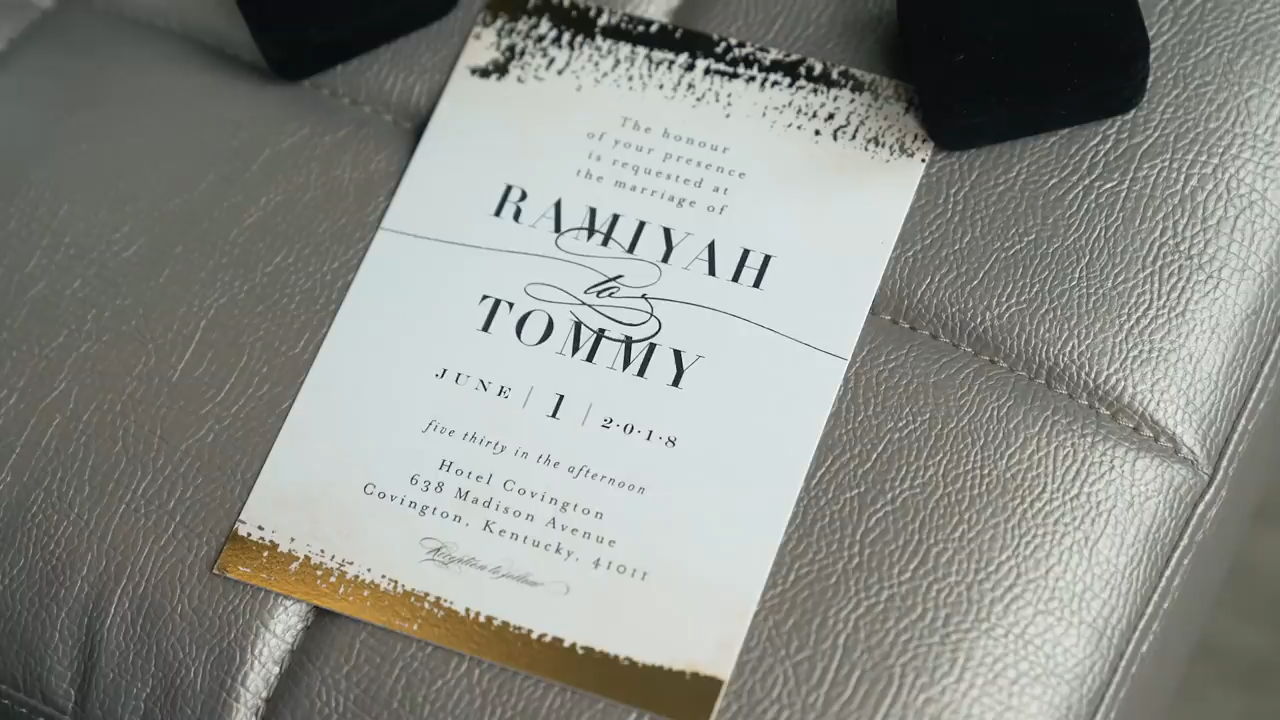 The honour
of your presence
is requested at
the marriage of
RAMIYAH
to
TOMMY
JUNE | 1 | 2·0·1·8
five thirty in the afternoon
Hotel Covington
638 Madison Avenue
Covington, Kentucky, 41011
Reception to follow